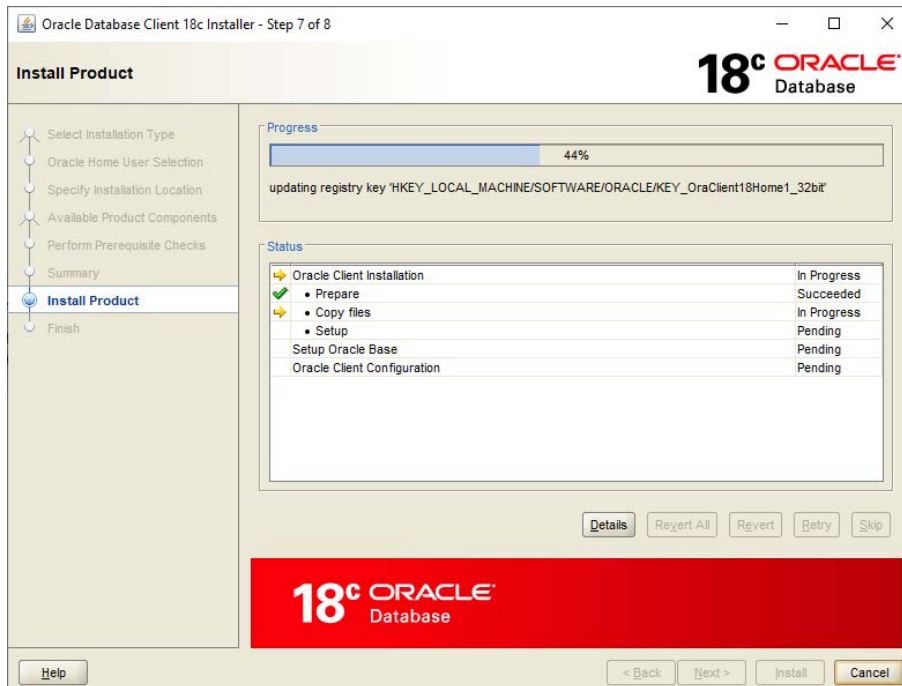 Oracle Database Client 18c Installer - Step 7 of 8
Install Product
18c ORACLE
Database
Select Installation Type
Oracle Home User Selection
Specify Installation Location
Available Product Components
Perform Prerequisite Checks
Summary
Install Product
Finish
Progress
44%
updating registry key 'HKEY_LOCAL_MACHINE/SOFTWARE/ORACLE/KEY_OraClient18Home1_32bit'
Status
Oracle Client Installation In Progress
• Prepare Succeeded
• Copy files In Progress
• Setup Pending
Setup Oracle Base Pending
Oracle Client Configuration Pending
Details Revert All Revert Retry Skip
18c ORACLE
Database
Help < Back Next > Install Cancel